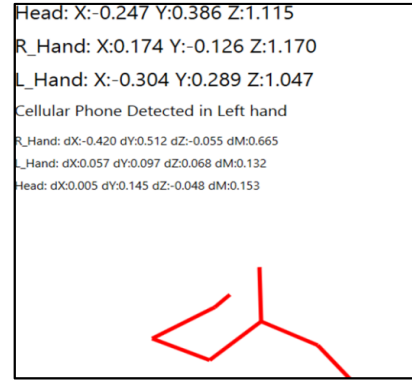 Head: X:-0.247 Y:0.386 Z:1.115
R_Hand: X:0.174 Y:-0.126 Z:1.170
L_Hand: X:-0.304 Y:0.289 Z:1.047
Cellular Phone Detected in Left hand
R_Hand: dX:-0.420 dY:0.512 dZ:-0.055 dM:0.665
L_Hand: dX:0.057 dY:0.097 dZ:0.068 dM:0.132
Head: dX:0.005 dY:0.145 dZ:-0.048 dM:0.153